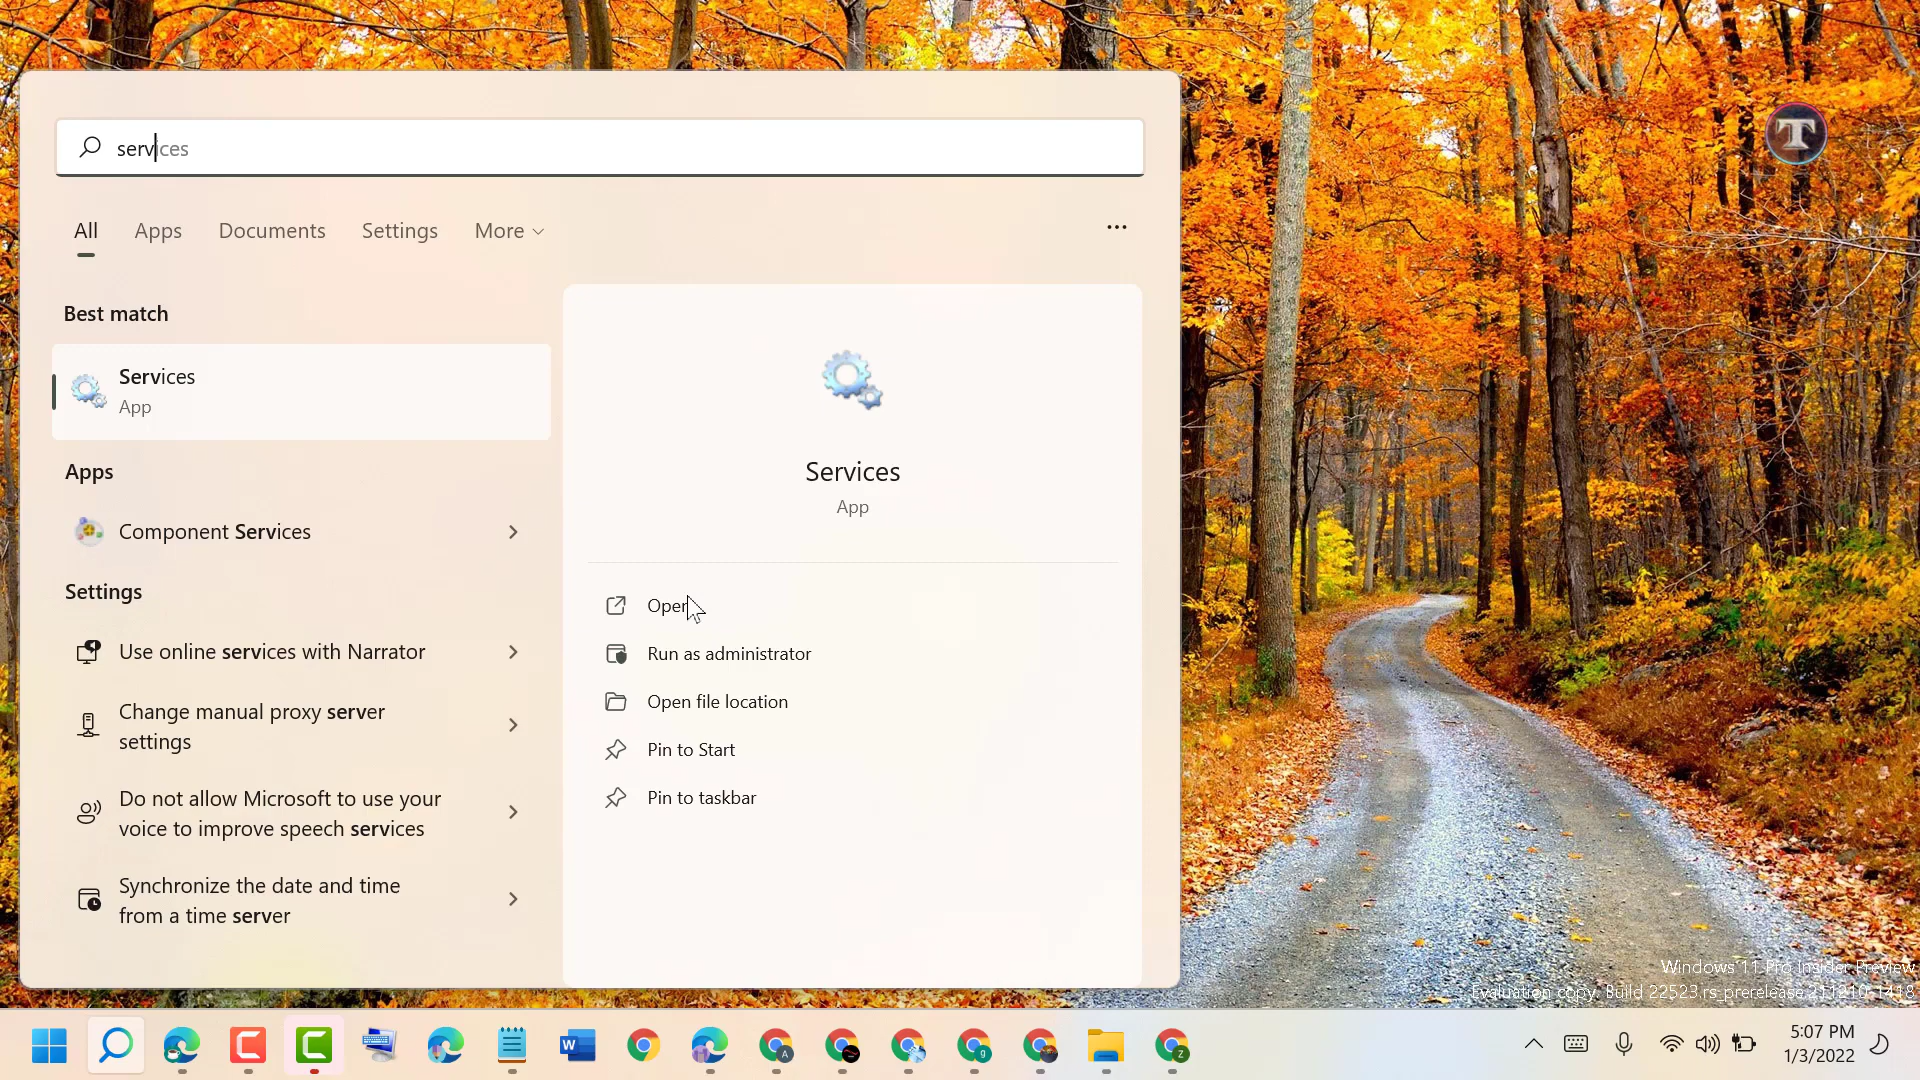 services
All
Apps
Documents
Settings
More
Best match
Services
App
Apps
Component Services
Settings
Use online services with Narrator
Change manual proxy server
settings
Do not allow Microsoft to use your
voice to improve speech services
Synchronize the date and time
from a time server
Services
App
Open
Run as administrator
Open file location
Pin to Start
Pin to taskbar
T
Windows 11 Pro Insider Preview
Evaluation copy. Build 22523.rs_prerelease.211210-1418
W
A
g
Z
5:07 PM
1/3/2022